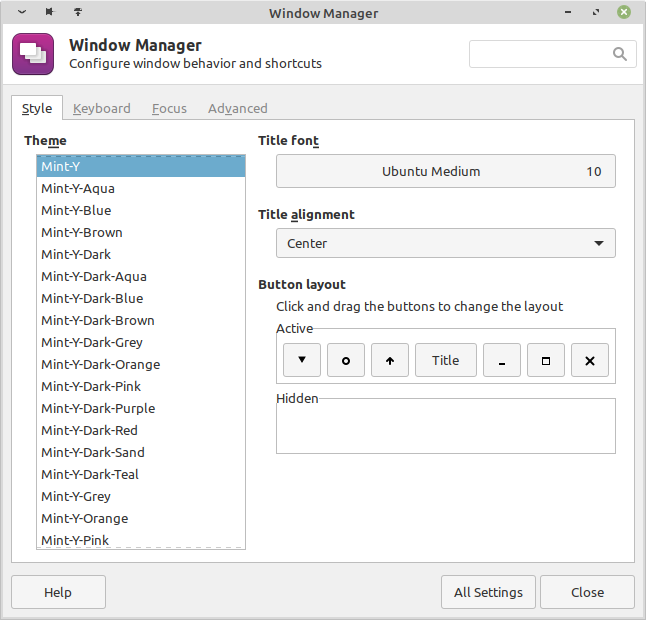 Window Manager
Window Manager
Configure window behavior and shortcuts
Style Keyboard Focus Advanced
Theme
Mint-Y
Mint-Y-Aqua
Mint-Y-Blue
Mint-Y-Brown
Mint-Y-Dark
Mint-Y-Dark-Aqua
Mint-Y-Dark-Blue
Mint-Y-Dark-Brown
Mint-Y-Dark-Grey
Mint-Y-Dark-Orange
Mint-Y-Dark-Pink
Mint-Y-Dark-Purple
Mint-Y-Dark-Red
Mint-Y-Dark-Sand
Mint-Y-Dark-Teal
Mint-Y-Grey
Mint-Y-Orange
Mint-Y-Pink
Title font
Ubuntu Medium 10
Title alignment
Center
Button layout
Click and drag the buttons to change the layout
Active
Title
Hidden
Help All Settings Close